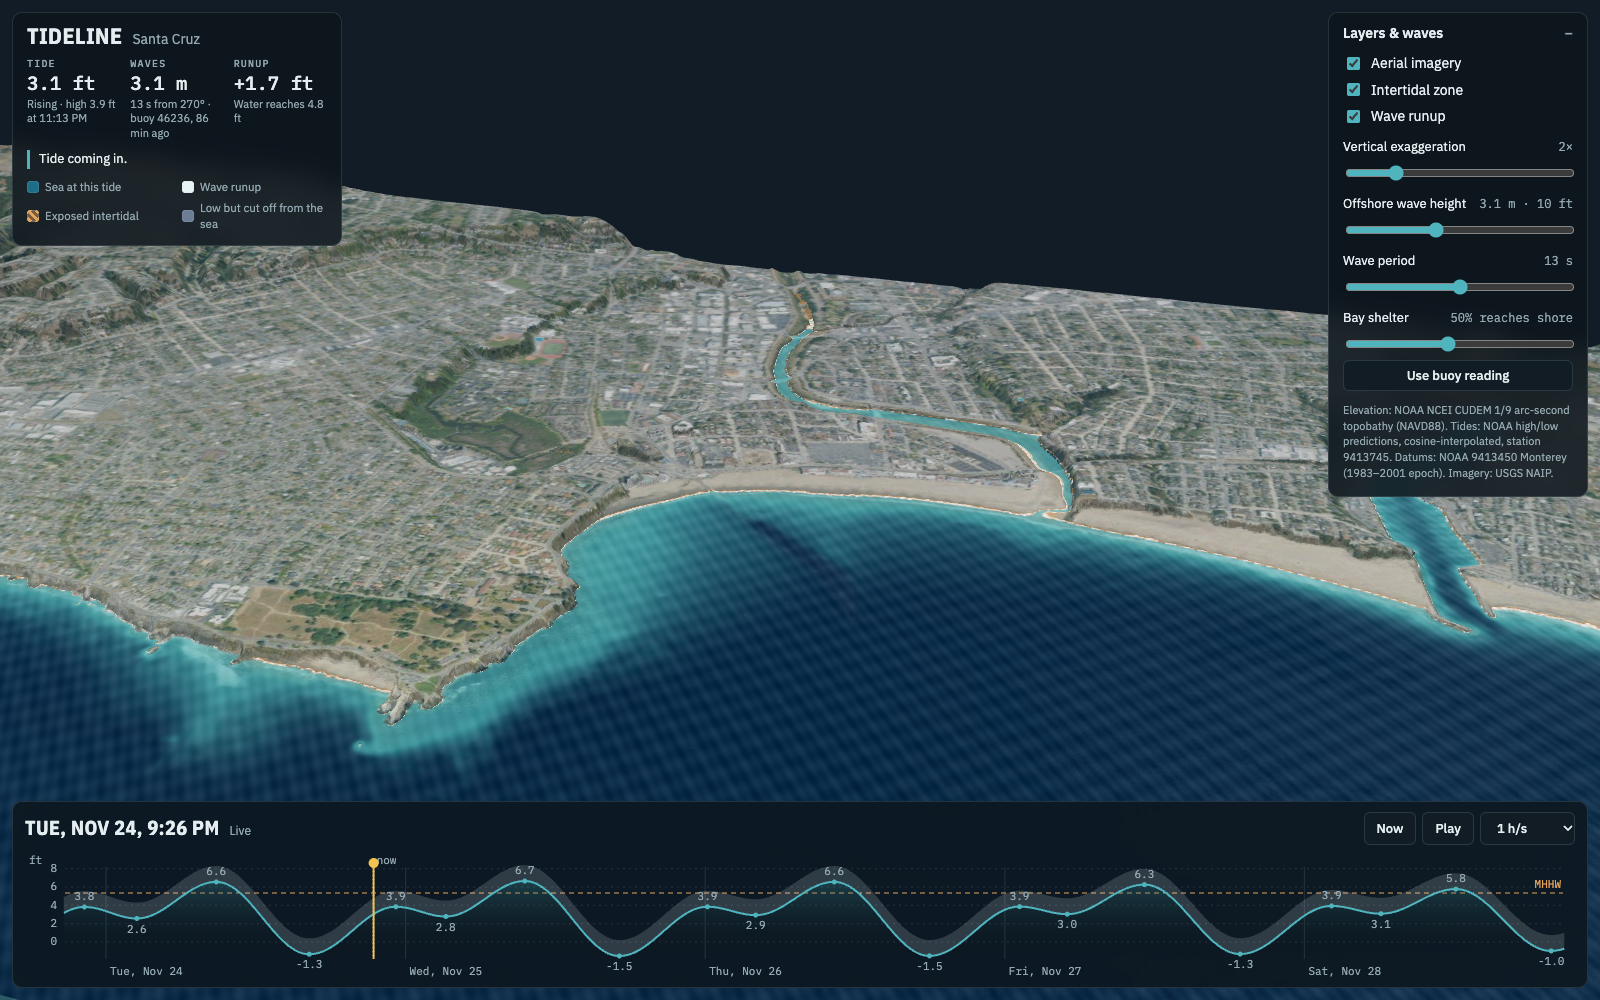 TIDELINE Santa Cruz
TIDE WAVES RUNUP
3.1 ft 3.1 m +1.7 ft
Rising · high 3.9 ft
at 11:13 PM
13 s from 270° ·
buoy 46236, 86
min ago
Water reaches 4.8
ft
Tide coming in.
Sea at this tide
Wave runup
Exposed intertidal
Low but cut off from the
sea
Layers & waves −
Aerial imagery
Intertidal zone
Wave runup
Vertical exaggeration 2×
Offshore wave height 3.1 m · 10 ft
Wave period 13 s
Bay shelter 50% reaches shore
Use buoy reading
Elevation: NOAA NCEI CUDEM 1/9 arc-second
topobathy (NAVD88). Tides: NOAA high/low
predictions, cosine-interpolated, station
9413745. Datums: NOAA 9413450 Monterey
(1983–2001 epoch). Imagery: USGS NAIP.
TUE, NOV 24, 9:26 PM Live
Now Play 1 h/s
ft
8
6
4
2
0
now
MHHW
3.8 2.6 6.6 -1.3 3.9 2.8 6.7 -1.5 3.9 2.9 6.6 -1.5 3.9 3.0 6.3 -1.3 3.9 3.1 5.8 -1.0
Tue, Nov 24 Wed, Nov 25 Thu, Nov 26 Fri, Nov 27 Sat, Nov 28